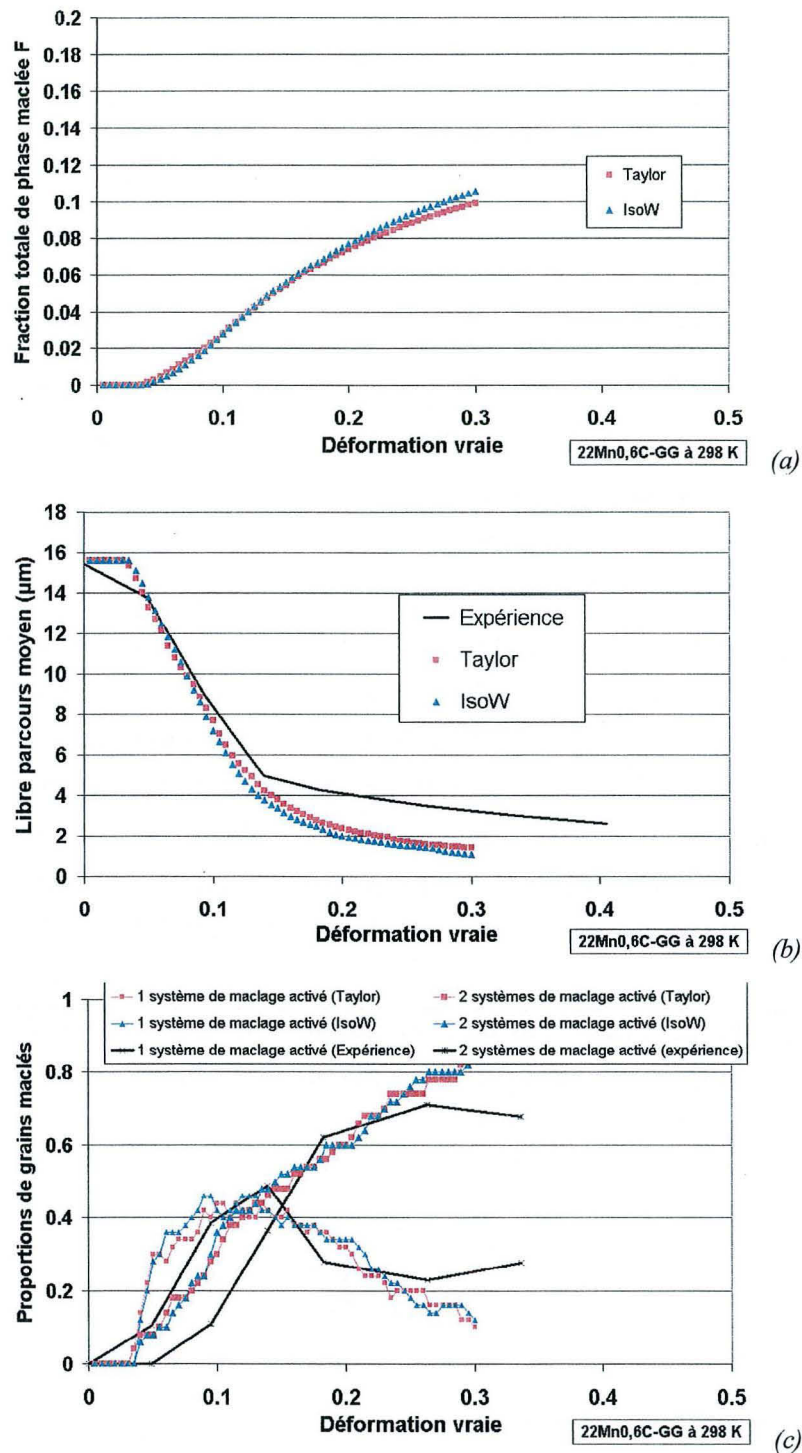 0.2
0.18
0.16
0.14
0.12
0.1
0.08
0.06
0.04
0.02
0
Fraction totale de phase maclée F
Taylor
IsoW
0 0.1 0.2 0.3 0.4 0.5
Déformation vraie
22Mn0,6C-GG à 298 K
(a)
18
16
14
12
10
8
6
4
2
0
Libre parcours moyen (µm)
Expérience
Taylor
IsoW
0 0.1 0.2 0.3 0.4 0.5
Déformation vraie
22Mn0,6C-GG à 298 K
(b)
1 système de maclage activé (Taylor) 2 systèmes de maclage activé (Taylor)
1 système de maclage activé (IsoW) 2 systèmes de maclage activé (IsoW)
1 système de maclage activé (Expérience) 2 systèmes de maclage activé (expérience)
1
0.8
0.6
0.4
0.2
0
Proportions de grains maclés
0 0.1 0.2 0.3 0.4 0.5
Déformation vraie
22Mn0,6C-GG à 298 K
(c)